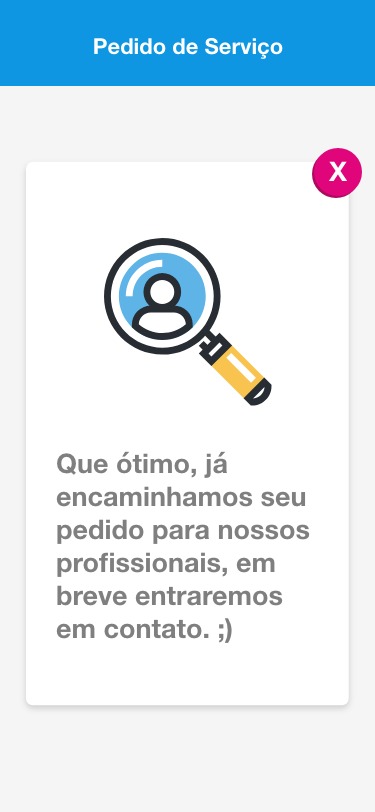 Pedido de Serviço
X
Que ótimo, já
encaminhamos seu
pedido para nossos
profissionais, em
breve entraremos
em contato. ;)